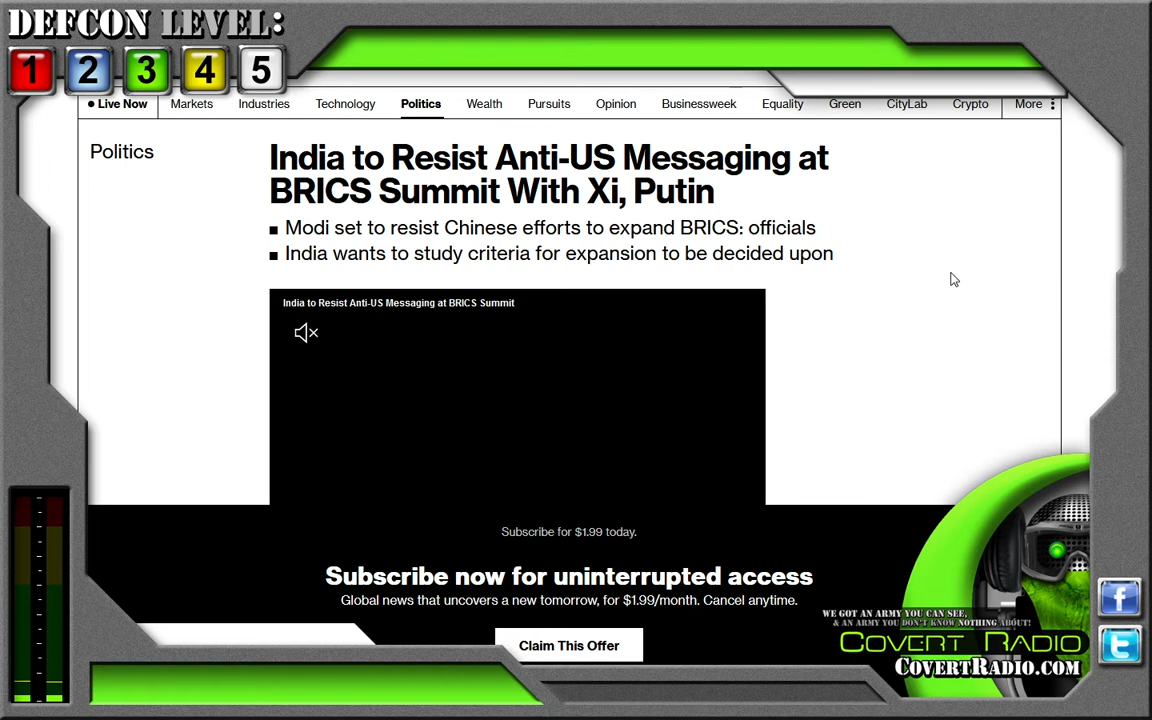 DEFCON LEVEL:
1 2 3 4 5
Live Now Markets Industries Technology Politics Wealth Pursuits Opinion Businessweek Equality Green CityLab Crypto More
Politics
India to Resist Anti-US Messaging at
BRICS Summit With Xi, Putin
Modi set to resist Chinese efforts to expand BRICS: officials
India wants to study criteria for expansion to be decided upon
India to Resist Anti-US Messaging at BRICS Summit
Subscribe for $1.99 today.
Subscribe now for uninterrupted access
Global news that uncovers a new tomorrow, for $1.99/month. Cancel anytime.
Claim This Offer
WE GOT AN ARMY YOU CAN SEE,
& AN ARMY YOU DON'T KNOW NOTHING ABOUT!
COVERT RADIO
COVERTRADIO.COM